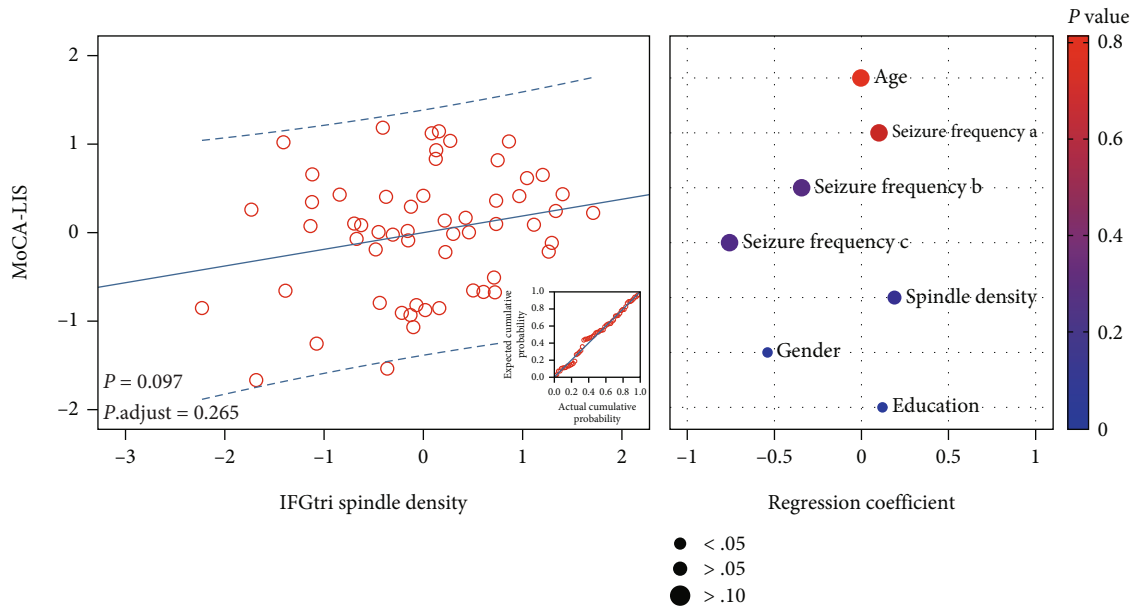 MoCA-LIS
2
1
0
−1
−2
P = 0.097
P.adjust = 0.265
Expected cumulative
probability
1.0
0.8
0.6
0.4
0.2
0.0
0.0 0.2 0.4 0.6 0.8 1.0
Actual cumulative
probability
−3 −2 −1 0 1 2
IFGtri spindle density
Age
Seizure frequency a
Seizure frequency b
Seizure frequency c
Spindle density
Gender
Education
−1 −0.5 0 0.5 1
Regression coefficient
P value
0.8
0.6
0.4
0.2
0
< .05
> .05
> .10